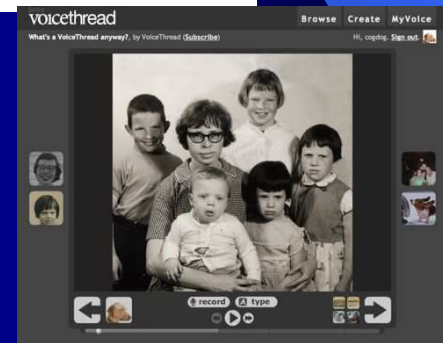 voicethread
Browse Create MyVoice
What's a VoiceThread anyway?, by VoiceThread (Subscribe)
Hi, cogdog. Sign out.
record
A type